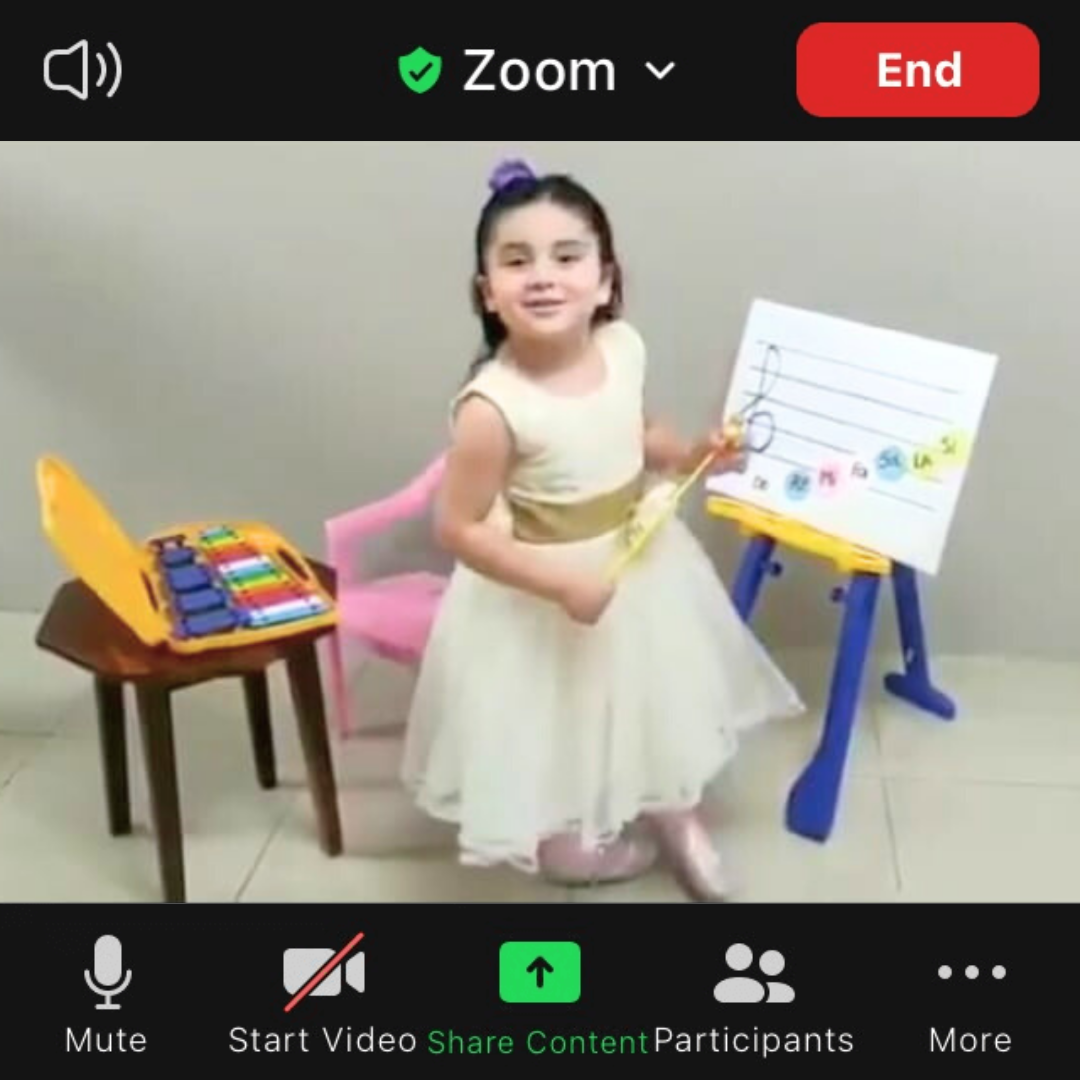 Zoom
End
Si
LA
Sol
Fa
Mi
RE
Do
Mute
Start Video
Share Content
Participants
More